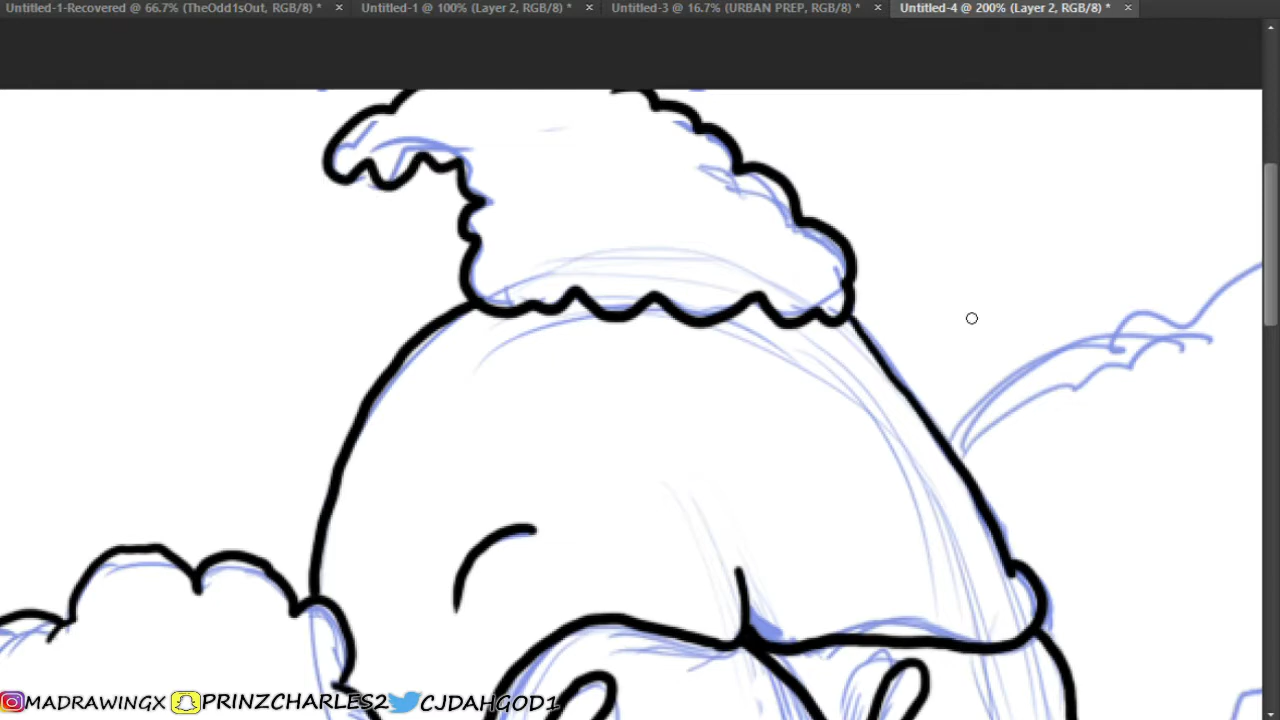 Untitled-1-Recovered @ 66.7% (TheOdd1sOut, RGB/8) * × Untitled-1 @ 100% (Layer 2, RGB/8) * × Untitled-3 @ 16.7% (URBAN PREP, RGB/8) * × Untitled-4 @ 200% (Layer 2, RGB/8) * ×
MADRAWINGX PRINZCHARLES2 CJDAHGOD1